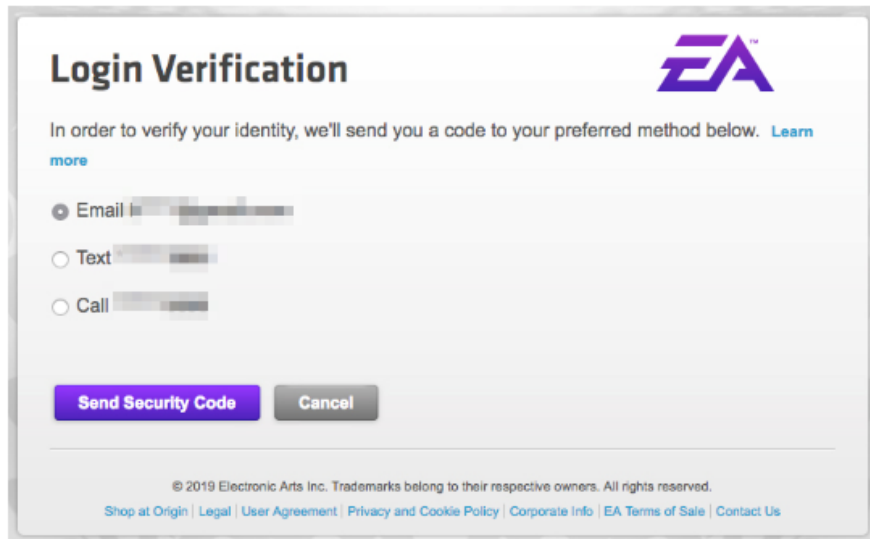 EA™
Login Verification
In order to verify your identity, we'll send you a code to your preferred method below. Learn
more
Email
Text
Call
Send Security Code
Cancel
© 2019 Electronic Arts Inc. Trademarks belong to their respective owners. All rights reserved.
Shop at Origin | Legal | User Agreement | Privacy and Cookie Policy | Corporate Info | EA Terms of Sale | Contact Us